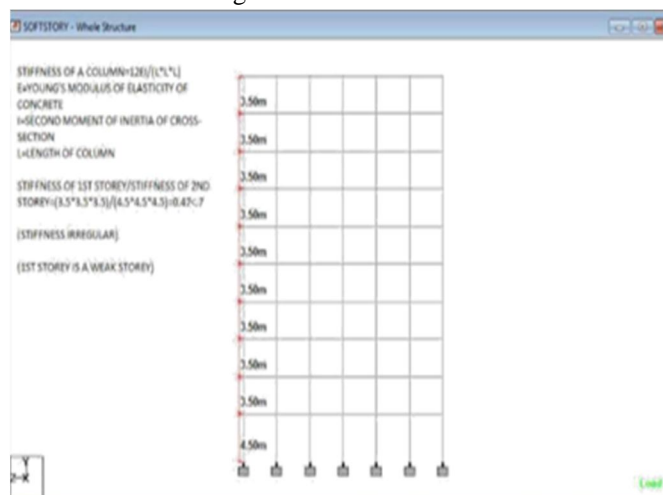 SOFTSTORY - Whole Structure
STIFFNESS OF A COLUMN=12EI/(L*L*L)
E=YOUNG'S MODULUS OF ELASTICITY OF
CONCRETE
I=SECOND MOMENT OF INERTIA OF CROSS-
SECTION
L=LENGTH OF COLUMN
STIFFNESS OF 1ST STOREY/STIFFNESS OF 2ND
STOREY=(3.5*3.5*3.5)/(4.5*4.5*4.5)=0.47<.7
(STIFFNESS IRREGULAR)
(1ST STOREY IS A WEAK STOREY)
3.50m
3.50m
3.50m
3.50m
3.50m
3.50m
3.50m
3.50m
3.50m
4.50m
Y
Z-X
Load